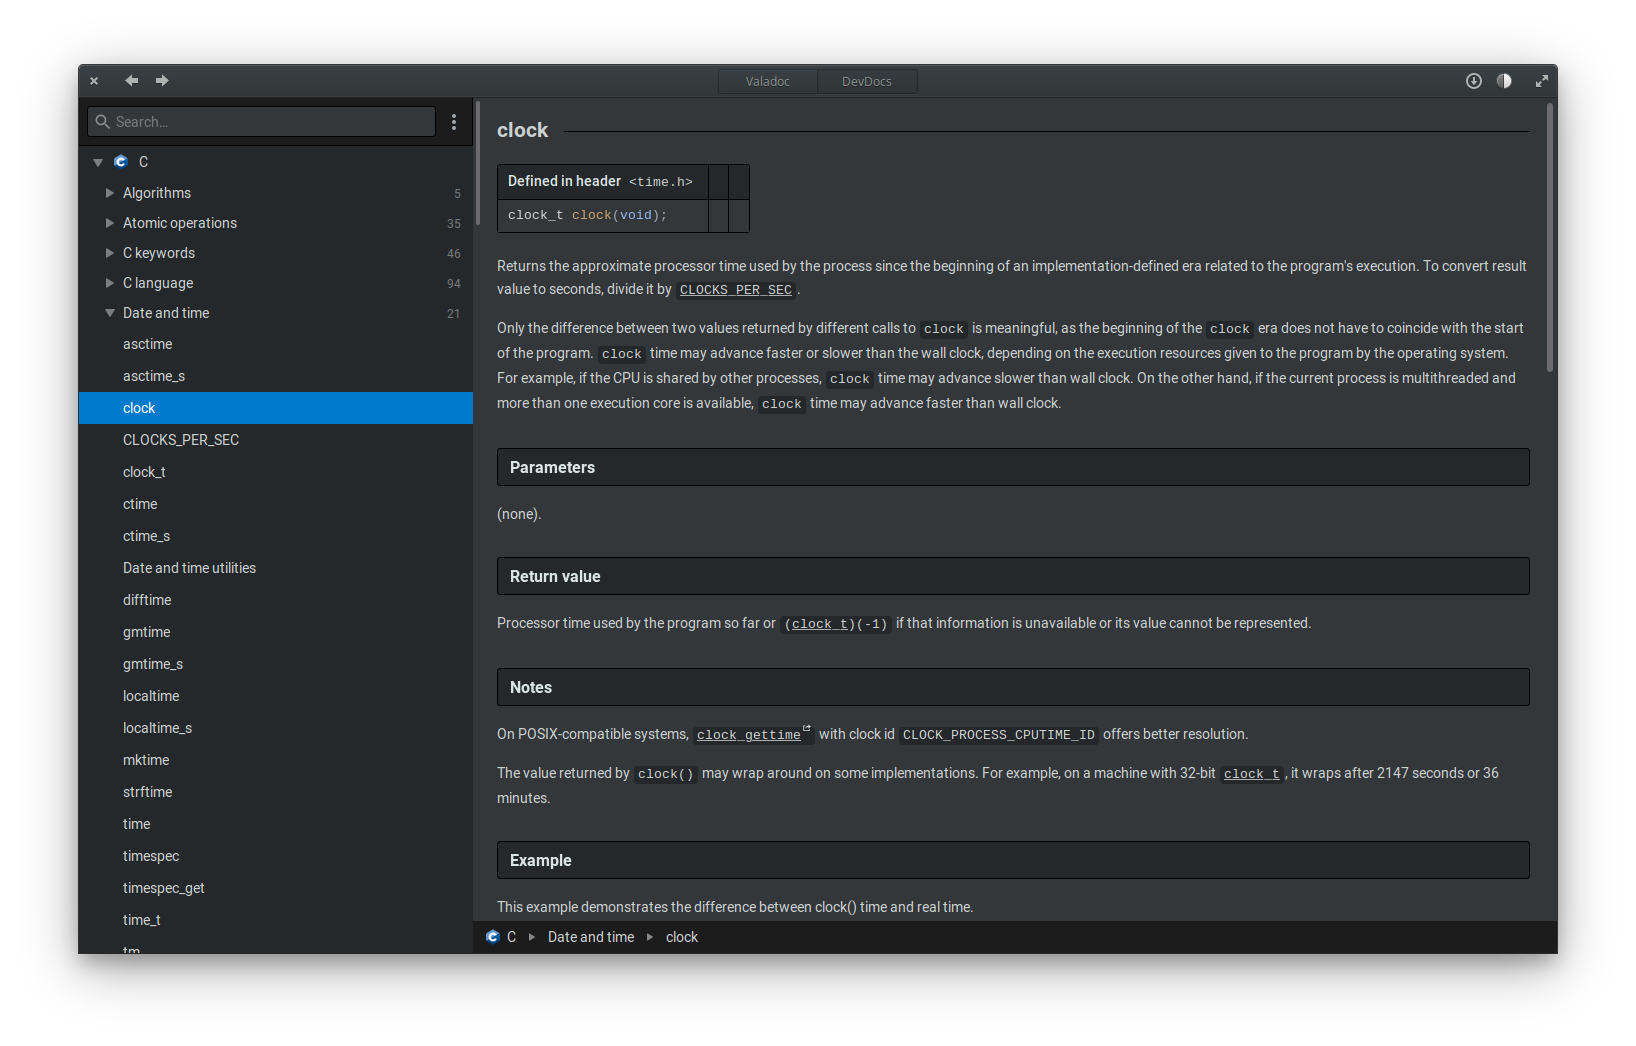 Valadoc
DevDocs
Search...
C
Algorithms 5
Atomic operations 35
C keywords 46
C language 94
Date and time 21
asctime
asctime_s
clock
CLOCKS_PER_SEC
clock_t
ctime
ctime_s
Date and time utilities
difftime
gmtime
gmtime_s
localtime
localtime_s
mktime
strftime
time
timespec
timespec_get
time_t
tm
clock
Defined in header <time.h>
clock_t clock(void);
Returns the approximate processor time used by the process since the beginning of an implementation-defined era related to the program's execution. To convert result
value to seconds, divide it by CLOCKS_PER_SEC.
Only the difference between two values returned by different calls to clock is meaningful, as the beginning of the clock era does not have to coincide with the start
of the program. clock time may advance faster or slower than the wall clock, depending on the execution resources given to the program by the operating system.
For example, if the CPU is shared by other processes, clock time may advance slower than wall clock. On the other hand, if the current process is multithreaded and
more than one execution core is available, clock time may advance faster than wall clock.
Parameters
(none).
Return value
Processor time used by the program so far or (clock_t)(-1) if that information is unavailable or its value cannot be represented.
Notes
On POSIX-compatible systems, clock_gettime with clock id CLOCK_PROCESS_CPUTIME_ID offers better resolution.
The value returned by clock() may wrap around on some implementations. For example, on a machine with 32-bit clock_t, it wraps after 2147 seconds or 36
minutes.
Example
This example demonstrates the difference between clock() time and real time.
C Date and time clock